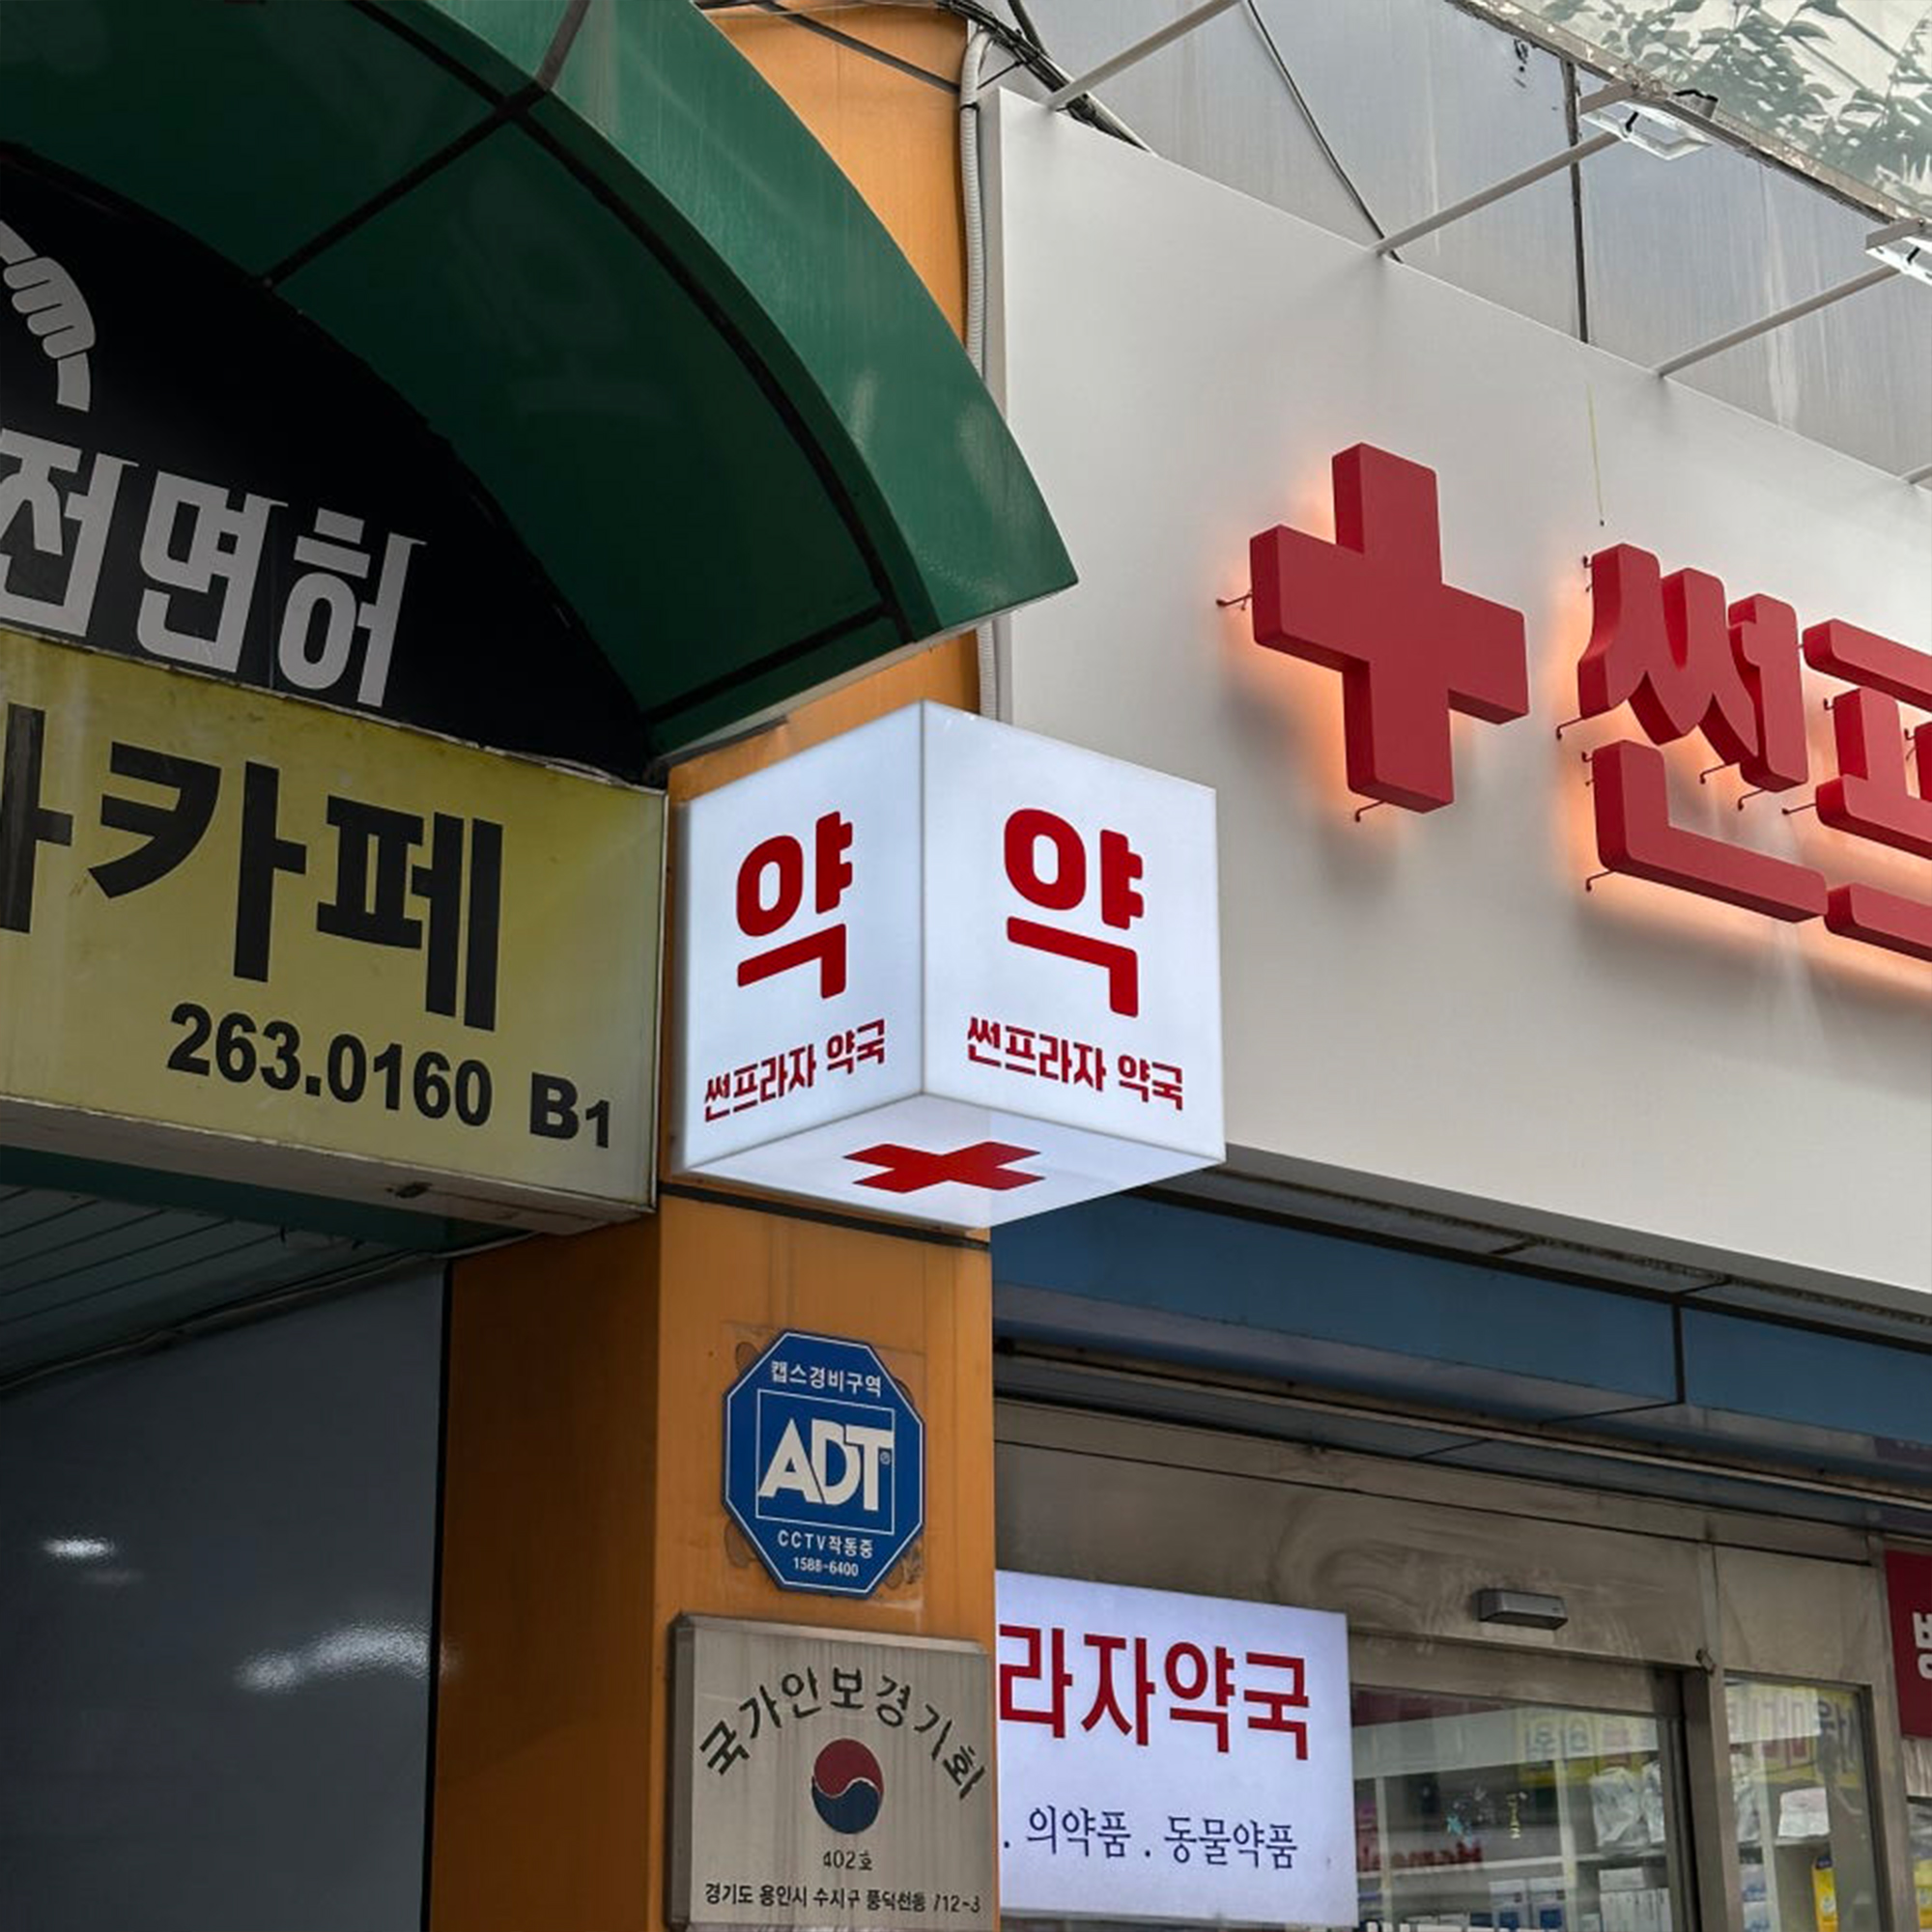 전면허
카페
263.0160 B1
약
썬프라자 약국
약
썬프라자 약국
썬프
캡스경비구역
ADT
CCTV작동중
1588-6400
국가안보경기회
402호
경기도 용인시 수지구 풍덕천동 712-3
라자약국
. 의약품 . 동물약품